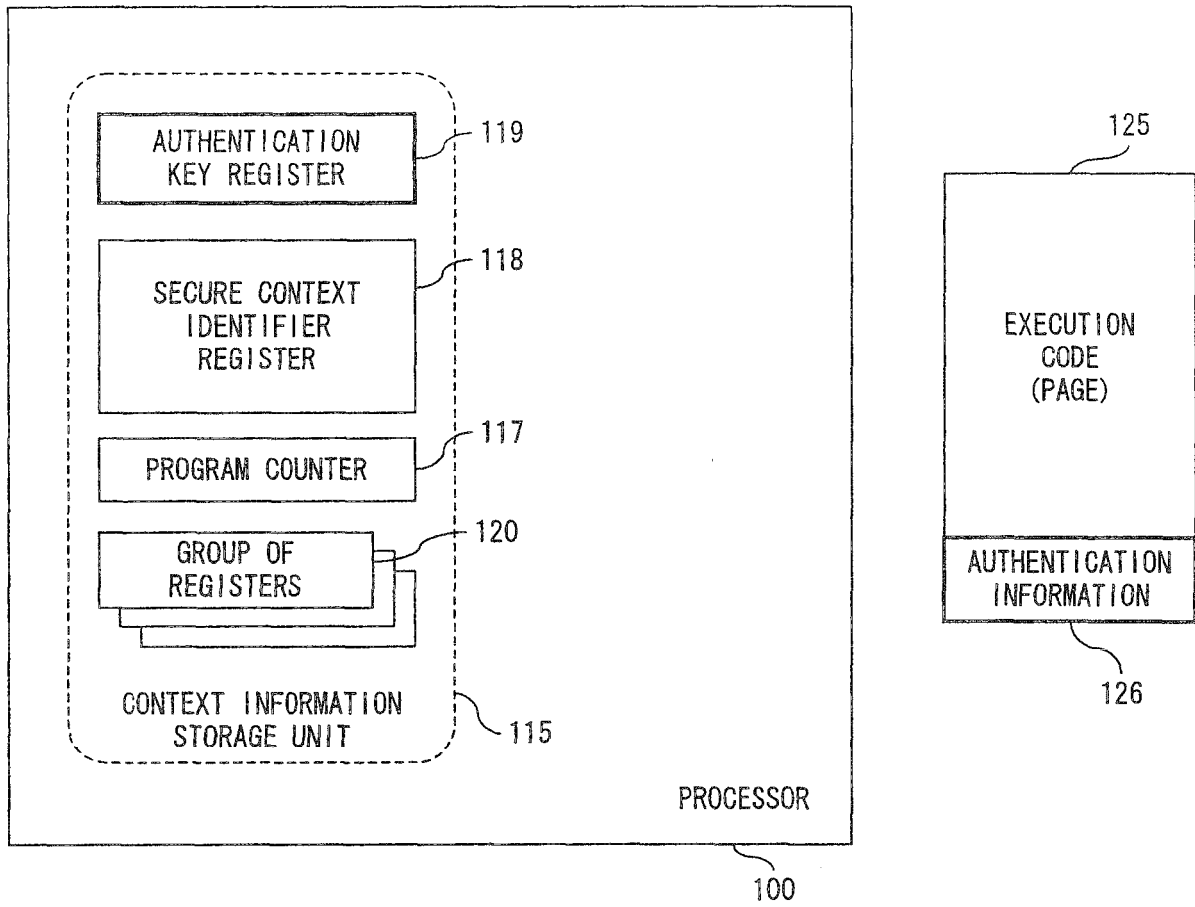 AUTHENTICATION
KEY REGISTER
119
SECURE CONTEXT
IDENTIFIER
REGISTER
118
PROGRAM COUNTER
117
GROUP OF
REGISTERS
120
CONTEXT INFORMATION
STORAGE UNIT
115
PROCESSOR
100
125
EXECUTION
CODE
(PAGE)
AUTHENTICATION
INFORMATION
126